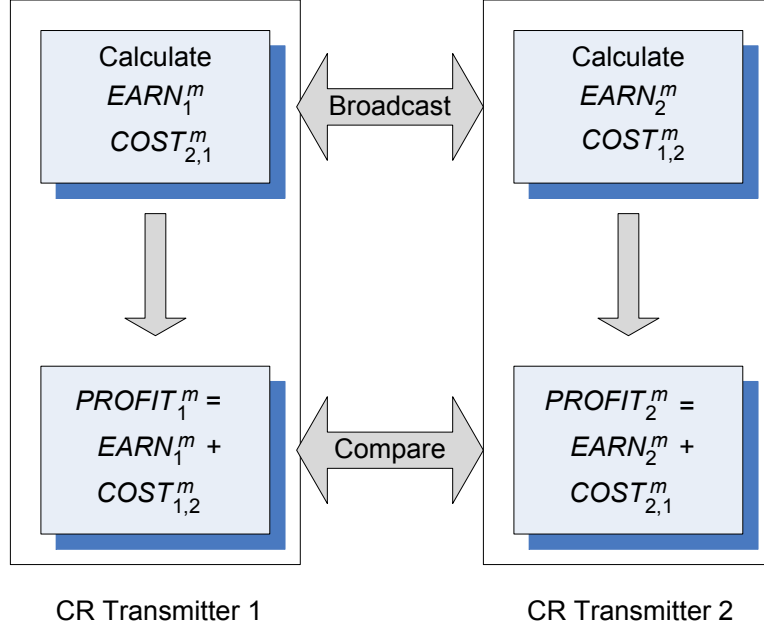 Calculate
EARN₁ᵐ
COST₂,₁ᵐ
Broadcast
Calculate
EARN₂ᵐ
COST₁,₂ᵐ
PROFIT₁ᵐ =
EARN₁ᵐ +
COST₁,₂ᵐ
Compare
PROFIT₂ᵐ =
EARN₂ᵐ +
COST₂,₁ᵐ
CR Transmitter 1
CR Transmitter 2